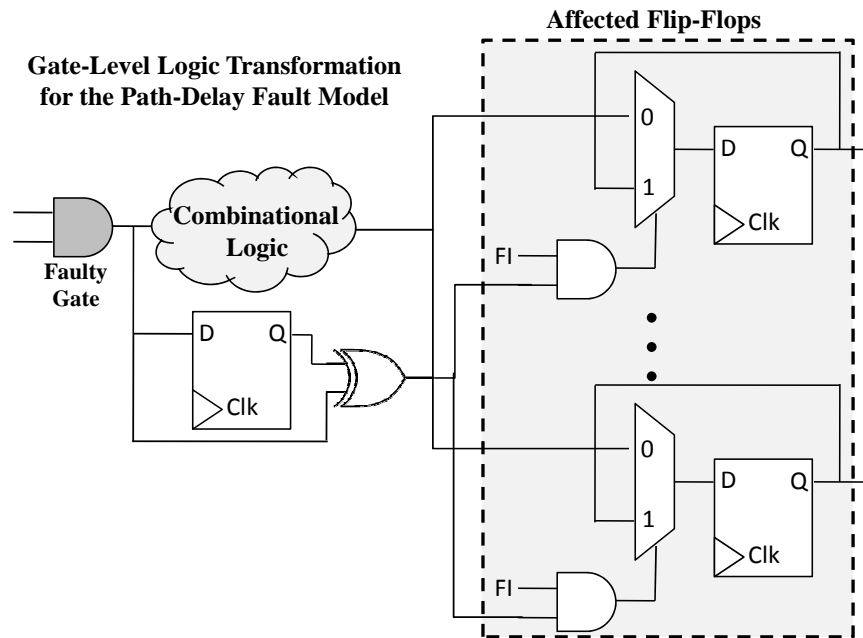 Affected Flip-Flops
Gate-Level Logic Transformation
for the Path-Delay Fault Model
Combinational
Logic
Faulty
Gate
D Q
Clk
0
1
D Q
Clk
FI
0
1
D Q
Clk
FI